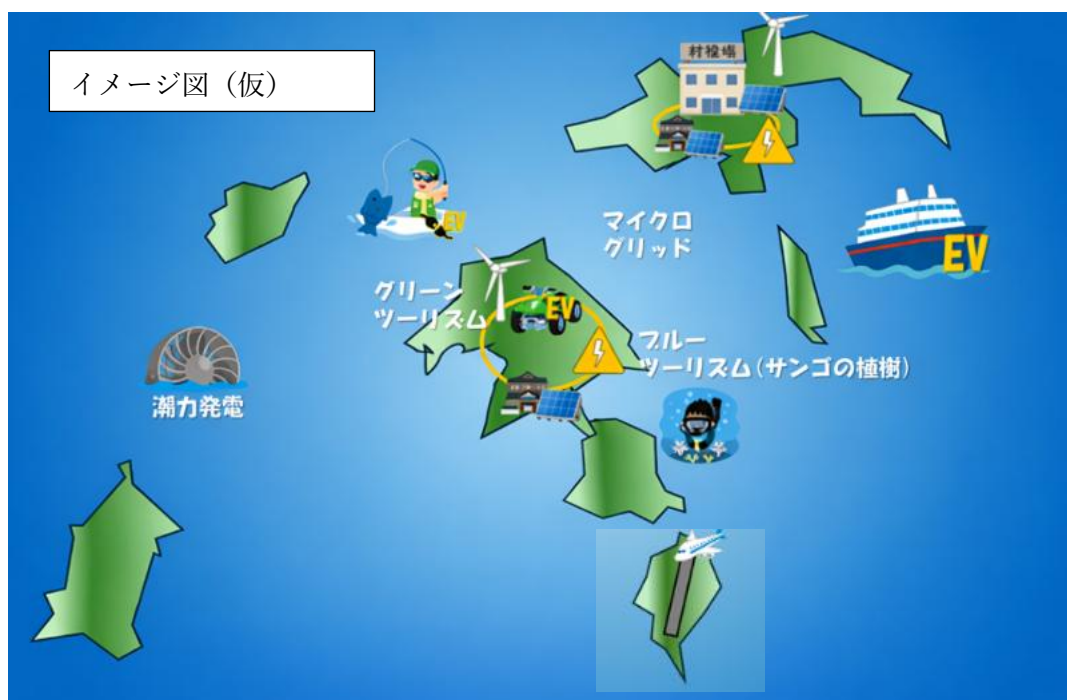 イメージ図（仮）
村役場
マイクロ
グリッド
EV
EV
グリーン
ツーリズム
EV
ブルー
ツーリズム(サンゴの植樹)
潮力発電